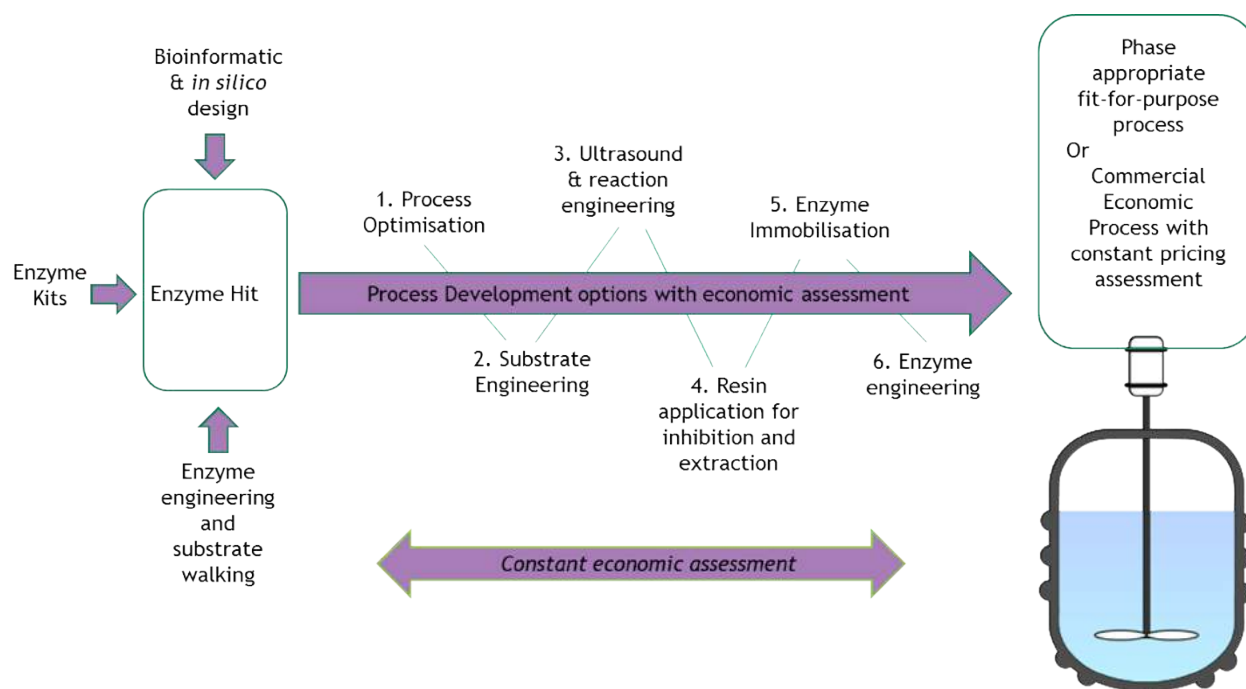 Bioinformatic
& in silico
design
Enzyme
Kits
Enzyme Hit
Enzyme
engineering
and
substrate
walking
1. Process
Optimisation
3. Ultrasound
& reaction
engineering
5. Enzyme
Immobilisation
Process Development options with economic assessment
2. Substrate
Engineering
4. Resin
application for
inhibition and
extraction
6. Enzyme
engineering
Constant economic assessment
Phase
appropriate
fit-for-purpose
process
Or
Commercial
Economic
Process with
constant pricing
assessment